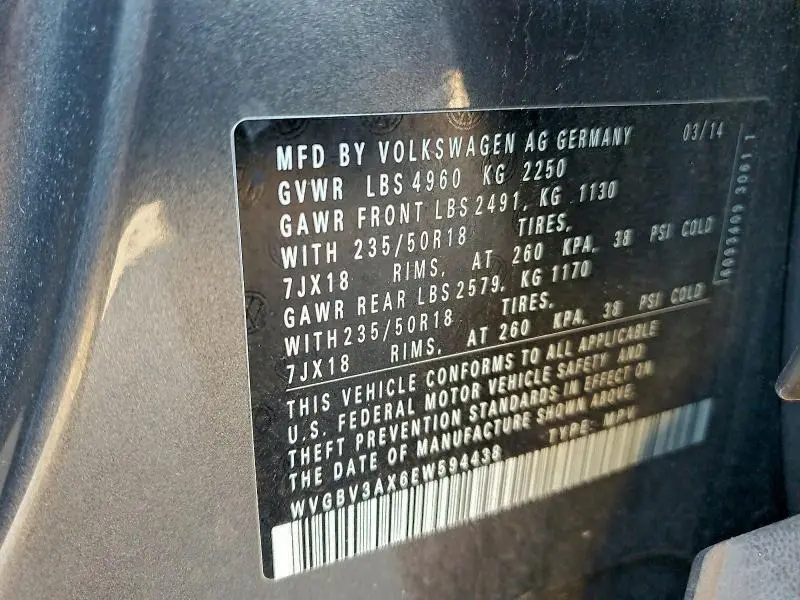 MFD BY VOLKSWAGEN AG GERMANY 03/14
GVWR LBS 4960 KG 2250
GAWR FRONT LBS 2491, KG 1130
WITH 235/50R18 TIRES,
7JX18 RIMS, AT 260 KPA, 38 PSI COLD
GAWR REAR LBS 2579, KG 1170
WITH 235/50R18 TIRES,
7JX18 RIMS, AT 260 KPA, 38 PSI COLD
THIS VEHICLE CONFORMS TO ALL APPLICABLE
U.S. FEDERAL MOTOR VEHICLE SAFETY AND
THEFT PREVENTION STANDARDS IN EFFECT ON
THE DATE OF MANUFACTURE SHOWN ABOVE.
WVGBV3AX6EW594438 TYPE: MPV